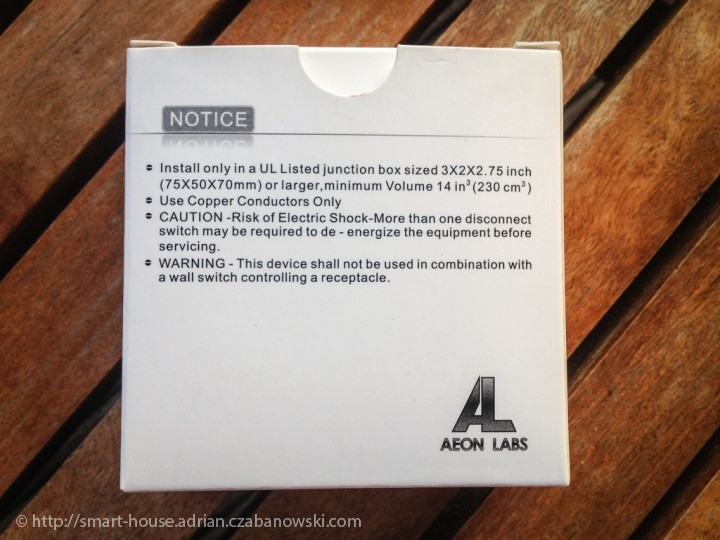 NOTICE
Install only in a UL Listed junction box sized 3X2X2.75 inch
(75X50X70mm) or larger,minimum Volume 14 in³(230 cm³)
Use Copper Conductors Only
CAUTION -Risk of Electric Shock-More than one disconnect
switch may be required to de - energize the equipment before
servicing.
WARNING - This device shall not be used in combination with
a wall switch controlling a receptacle.
AL
AEON LABS
© http://smart-house.adrian.czabanowski.com